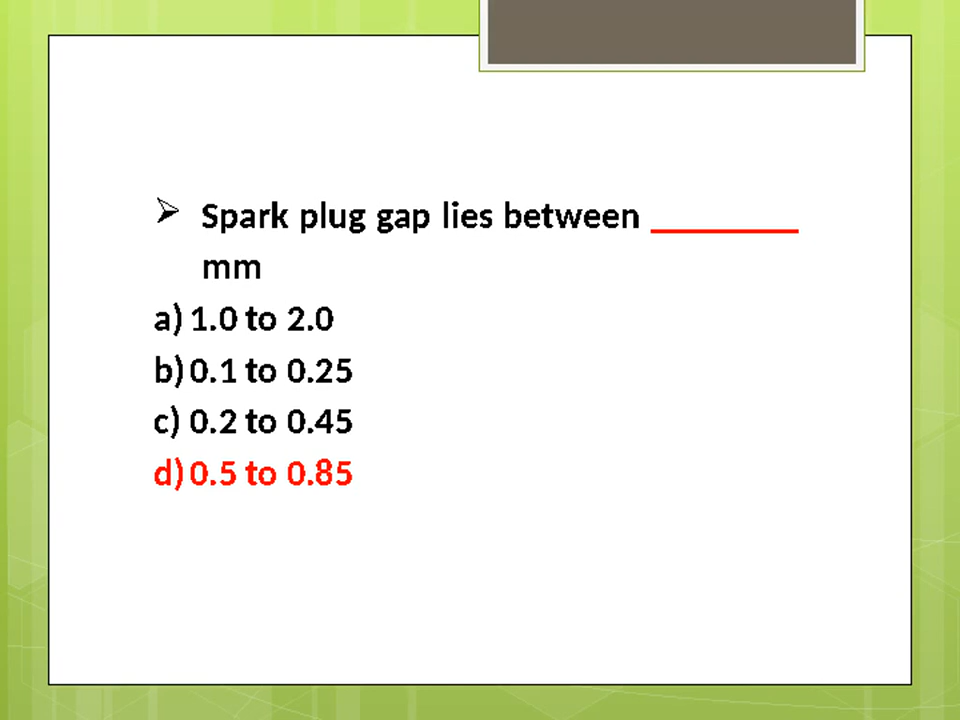 ➢ Spark plug gap lies between ________
mm
a) 1.0 to 2.0
b) 0.1 to 0.25
c) 0.2 to 0.45
d) 0.5 to 0.85